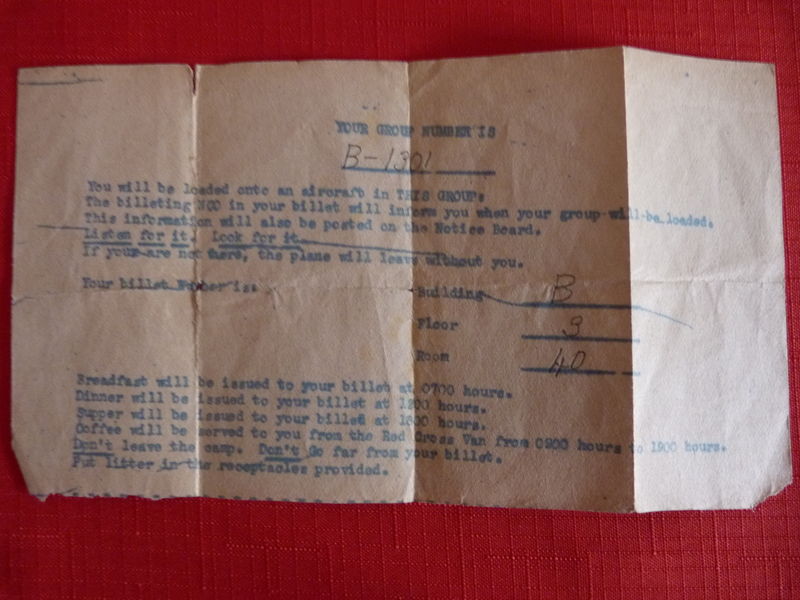 YOUR GROUP NUMBER IS
B-1301
You will be loaded onto an aircraft in THIS GROUP:
The billeting NCO in your billet will inform you when your group will be loaded.
This information will also be posted on the Notice Board.
Listen for it. Look for it.
If your are not there, the plane will leave without you.
Your billet Number is:
Building B
Floor 3
Room 40
Breadfast will be issued to your billet at 0700 hours.
Dinner will be issued to your billet at 1200 hours.
Supper will be issued to your billet at hours.
Coffee will be served to you from the Red Cross Van from 0900 hours to 1900 hours.
Don't leave the camp. Don't Go far from your billet.
Put litter in the receptacles provided.